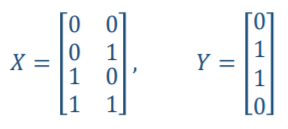 X = [0 0
0 1
1 0
1 1], Y = [0
1
1
0]